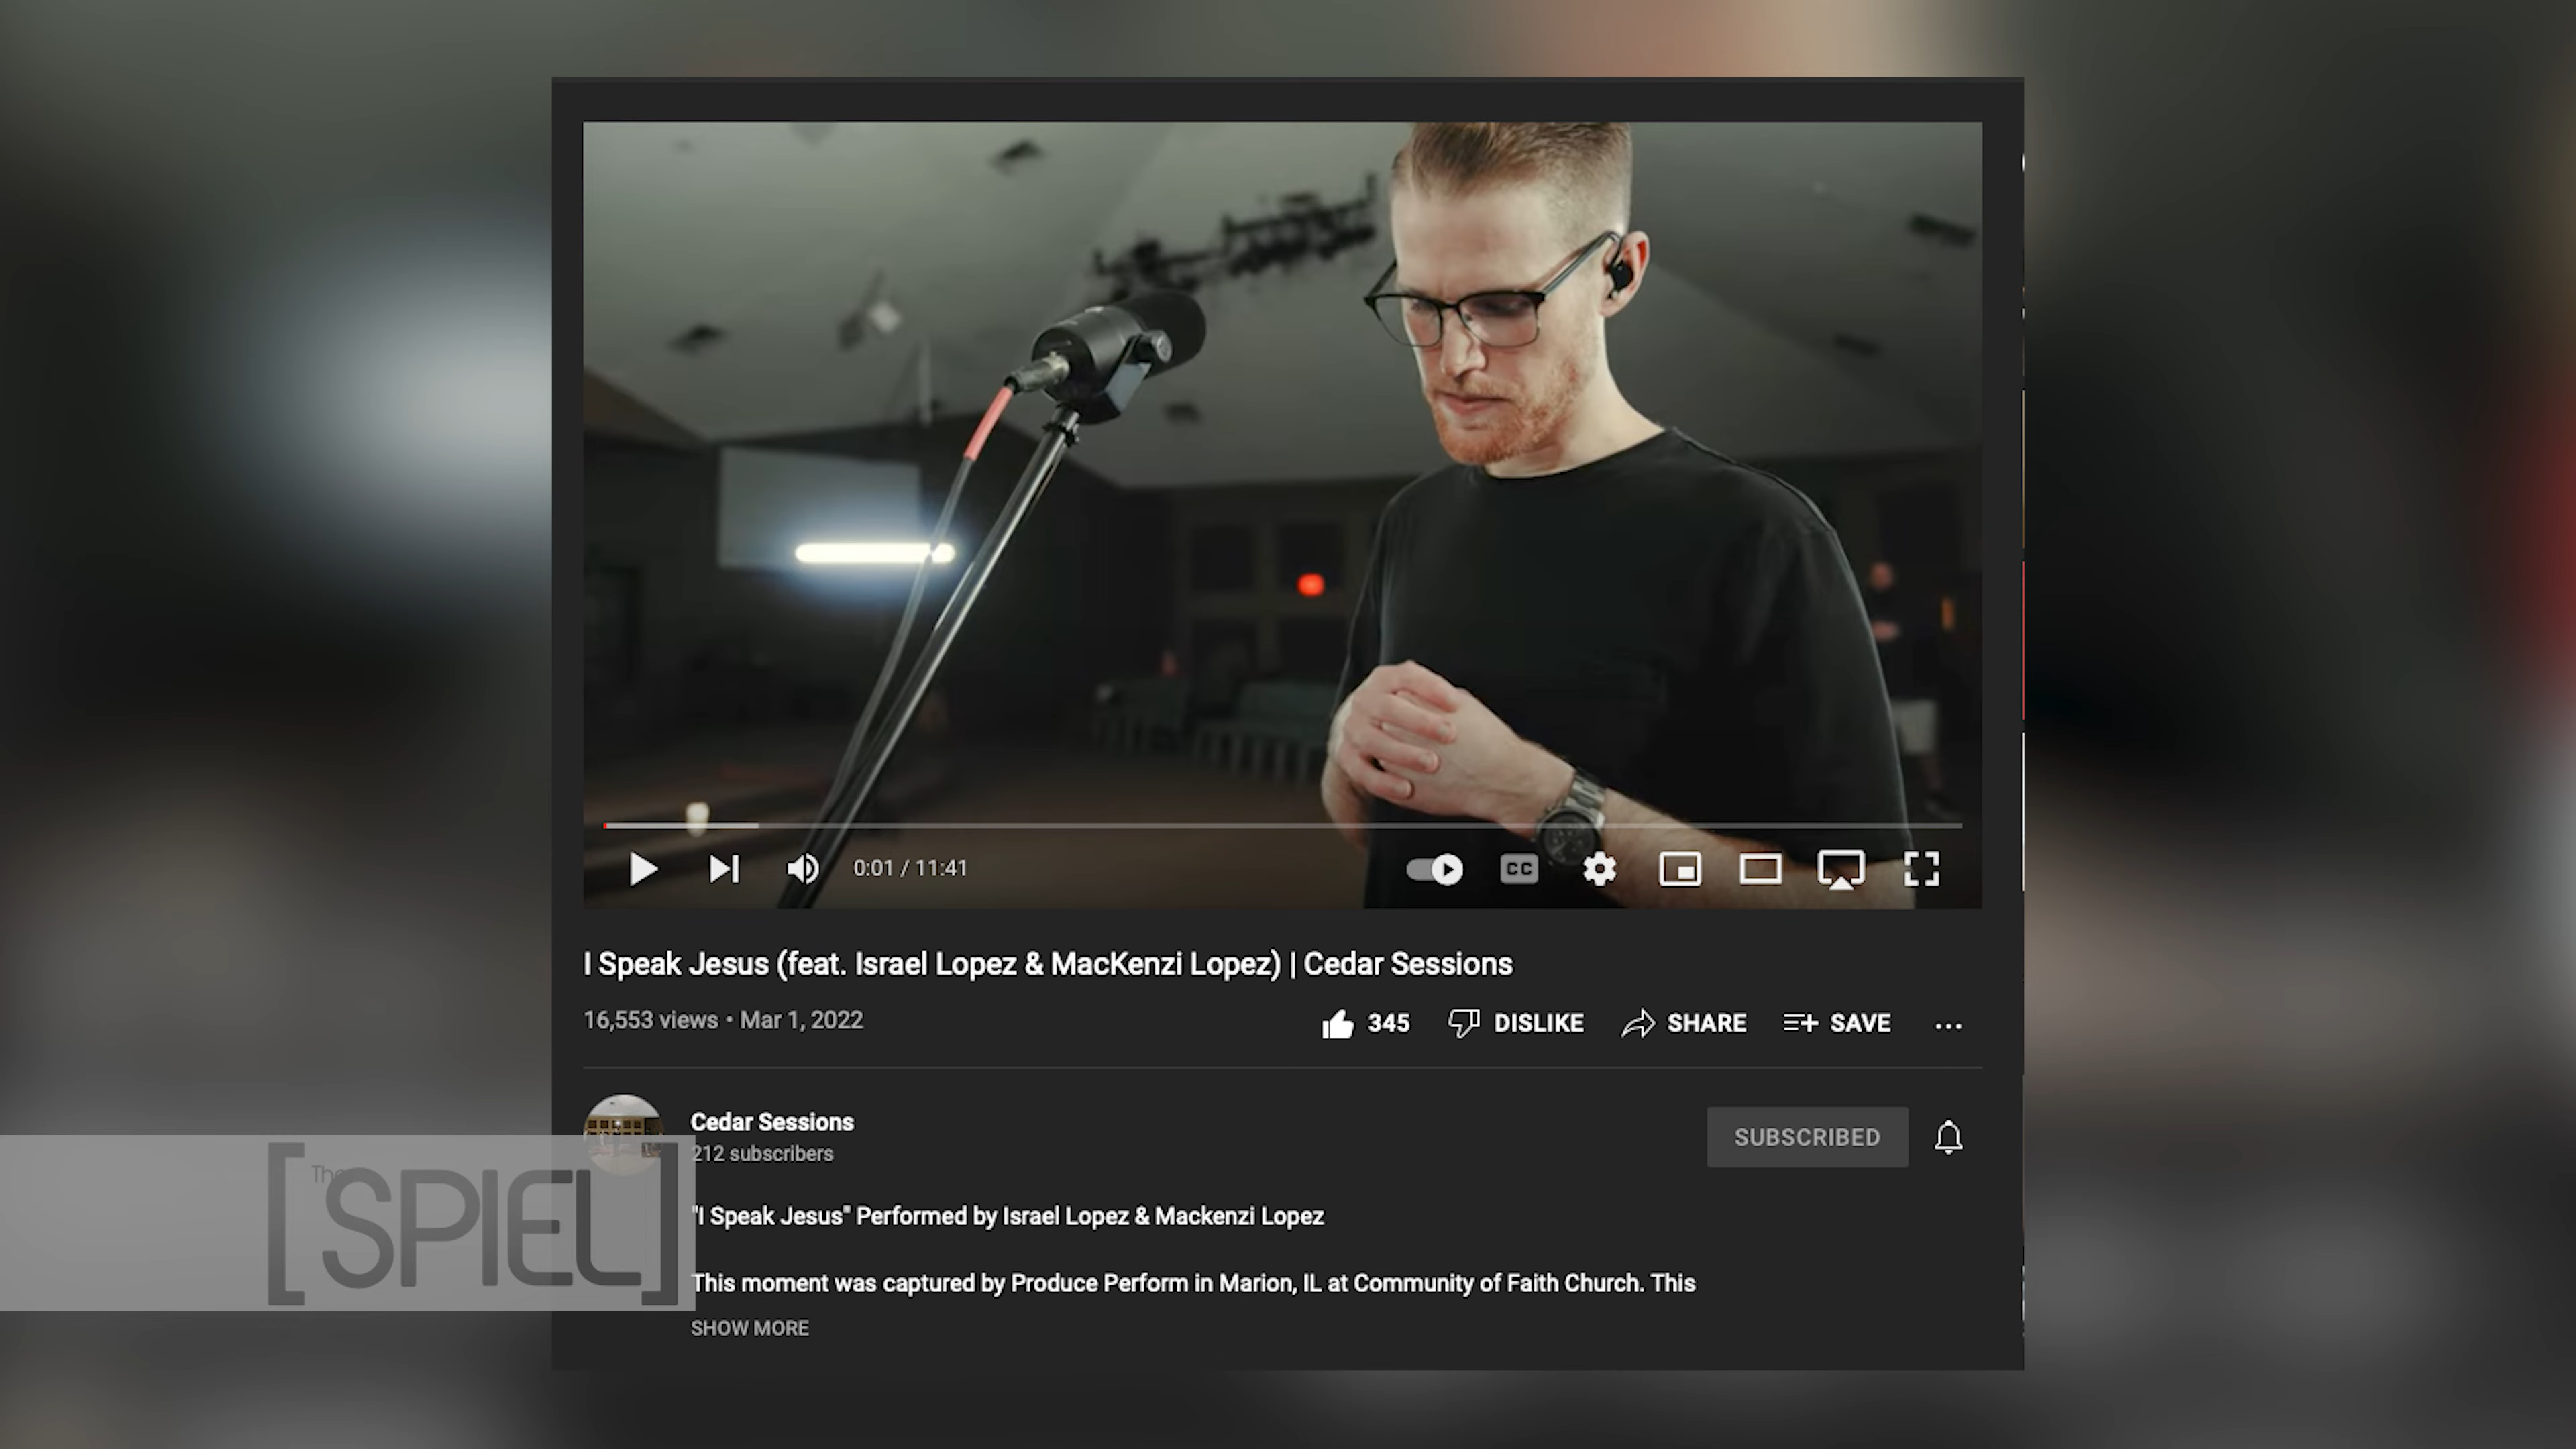 0:01 / 11:41
CC
I Speak Jesus (feat. Israel Lopez & MacKenzi Lopez) | Cedar Sessions
16,553 views • Mar 1, 2022
345 DISLIKE SHARE SAVE ...
Cedar Sessions
212 subscribers
SUBSCRIBED
The
[SPIEL]
"I Speak Jesus" Performed by Israel Lopez & Mackenzi Lopez
This moment was captured by Produce Perform in Marion, IL at Community of Faith Church. This
SHOW MORE